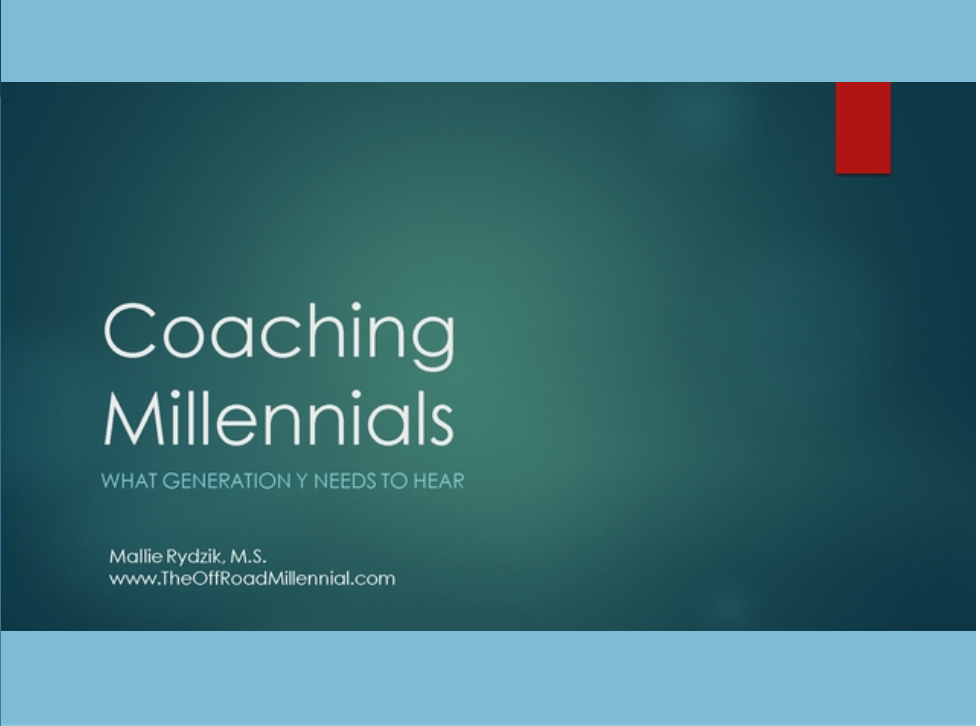 Coaching
Millennials
WHAT GENERATION Y NEEDS TO HEAR
Mallie Rydzik, M.S.
www.TheOffRoadMillennial.com